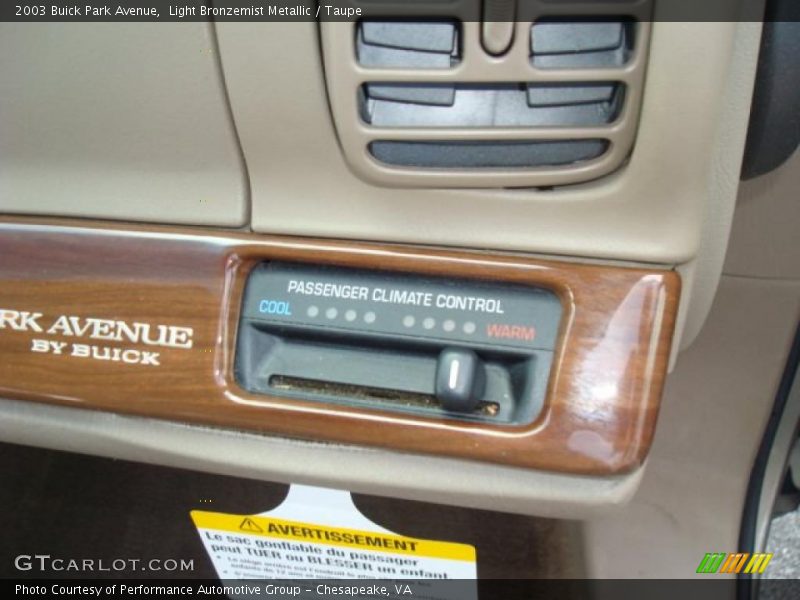 2003 Buick Park Avenue,  Light Bronzemist Metallic / Taupe
PASSENGER CLIMATE CONTROL
COOL
WARM
RK AVENUE
BY BUICK
AVERTISSEMENT
Le sac gonflable du passager
peut TUER ou BLESSER un enfant.
GTCARLOT.COM
Photo Courtesy of Performance Automotive Group – Chesapeake, VA